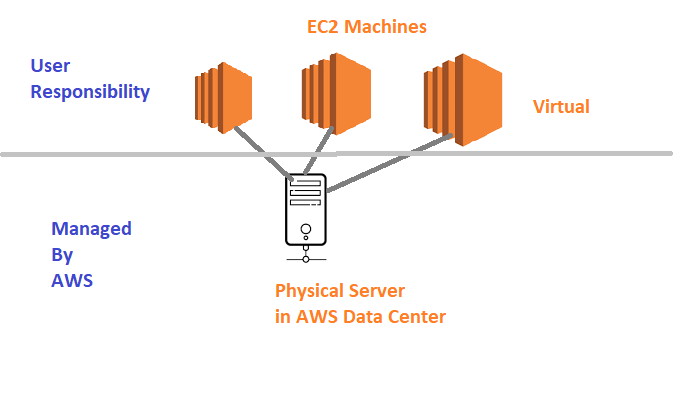 EC2 Machines
User
Responsibility
Virtual
Managed
By
AWS
Physical Server
in AWS Data Center